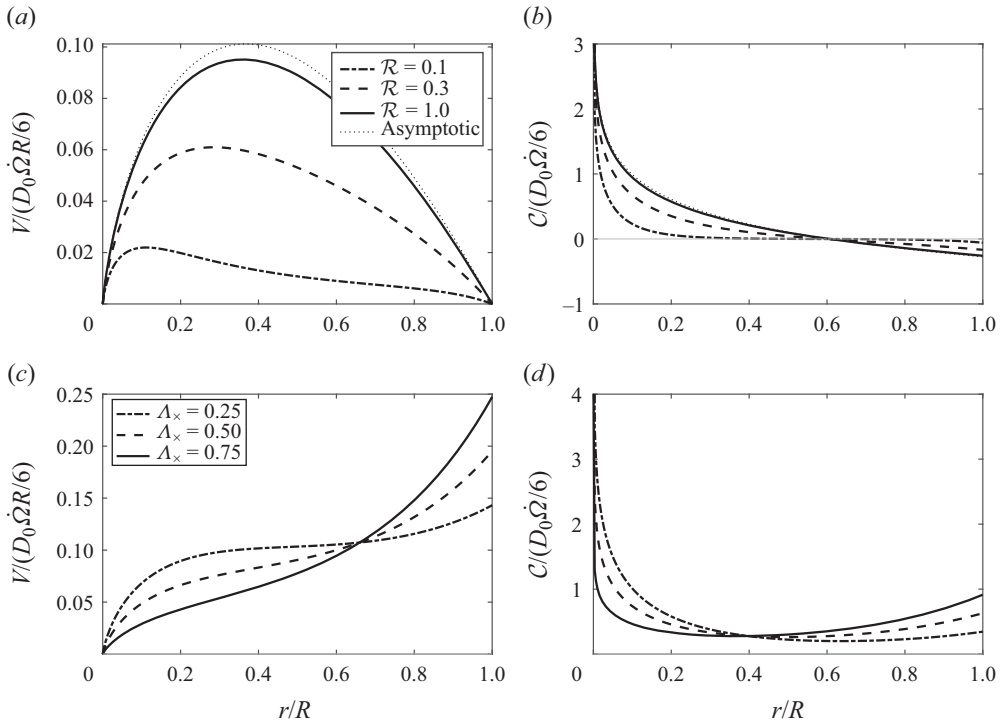 (a)
V/(D₀Ω̇R/6)
0.10
0.08
0.06
0.04
0.02
0 0.2 0.4 0.6 0.8 1.0
ℛ = 0.1
ℛ = 0.3
ℛ = 1.0
Asymptotic
(b)
𝒞/(D₀Ω̇/6)
3
2
1
0
−1
0 0.2 0.4 0.6 0.8 1.0
(c)
V/(D₀Ω̇R/6)
0.25
0.20
0.15
0.10
0.05
0 0.2 0.4 0.6 0.8 1.0
r/R
Λ× = 0.25
Λ× = 0.50
Λ× = 0.75
(d)
𝒞/(D₀Ω̇/6)
4
3
2
1
0 0.2 0.4 0.6 0.8 1.0
r/R